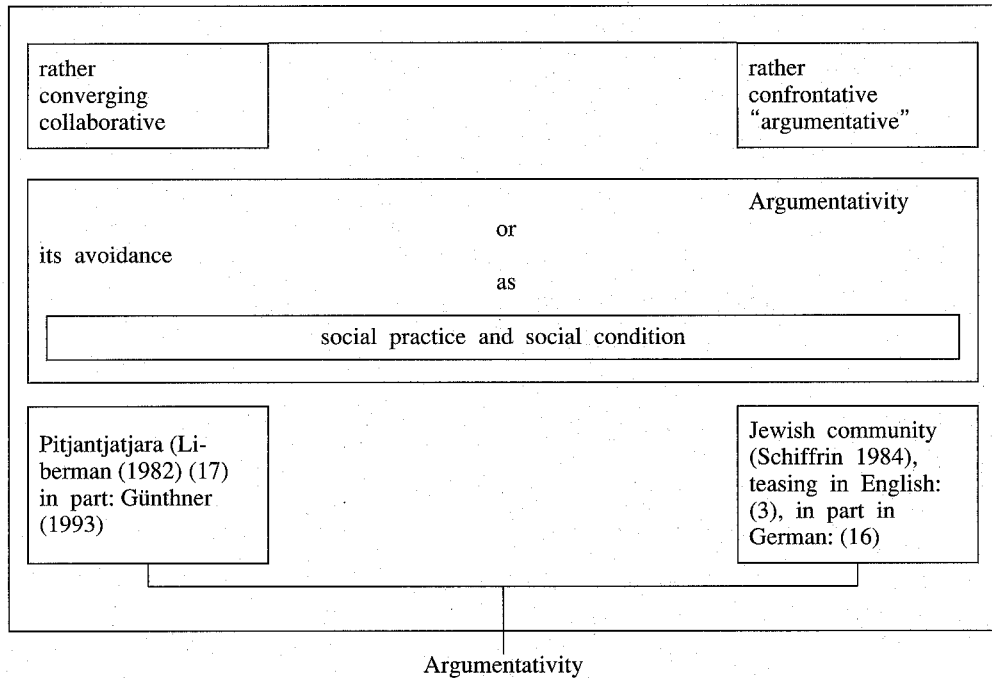 rather
converging
collaborative
rather
confrontative
“argumentative”
Argumentativity
or
its avoidance
as
social practice and social condition
Pitjantjatjara (Li-
berman (1982) (17)
in part: Günthner
(1993)
Jewish community
(Schiffrin 1984),
teasing in English:
(3), in part in
German: (16)
Argumentativity